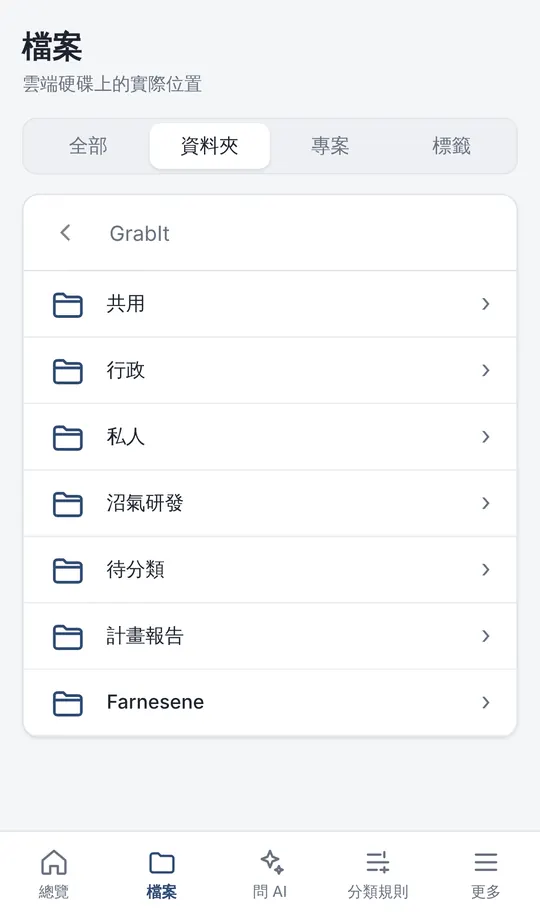 檔案
雲端硬碟上的實際位置
全部 資料夾 專案 標籤
GrabIt
共用
行政
私人
沼氣研發
待分類
計畫報告
Farnesene
總覽 檔案 問 AI 分類規則 更多